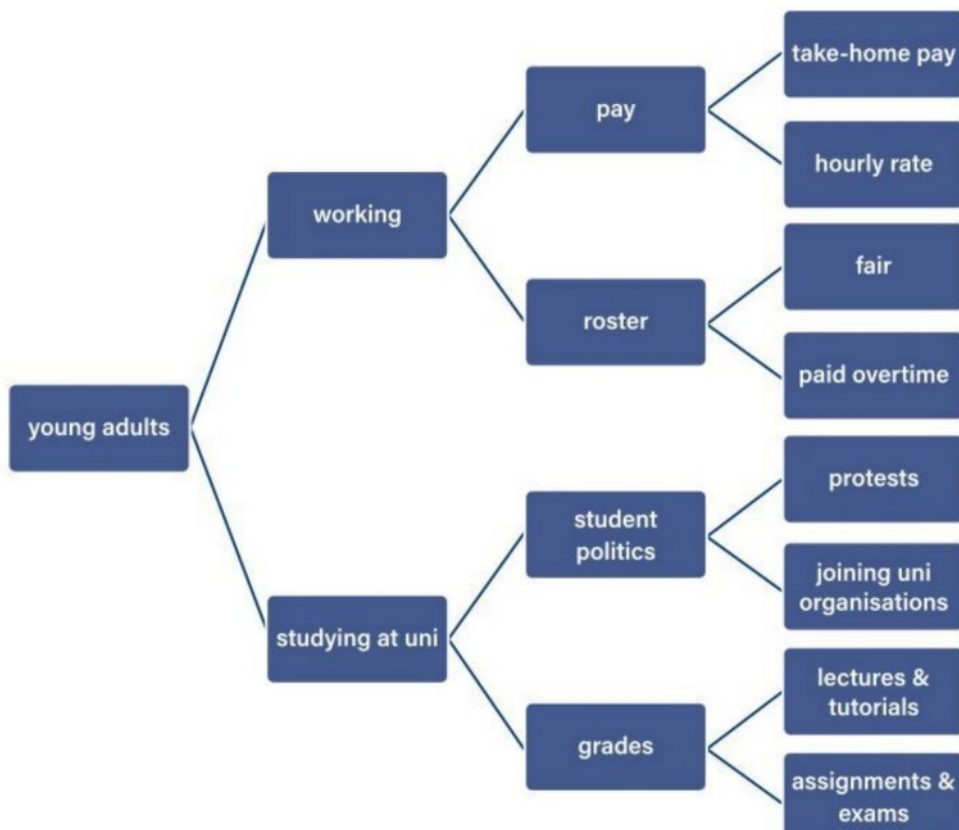 young adults
working
studying at uni
pay
roster
student
politics
grades
take-home pay
hourly rate
fair
paid overtime
protests
joining uni
organisations
lectures &
tutorials
assignments &
exams